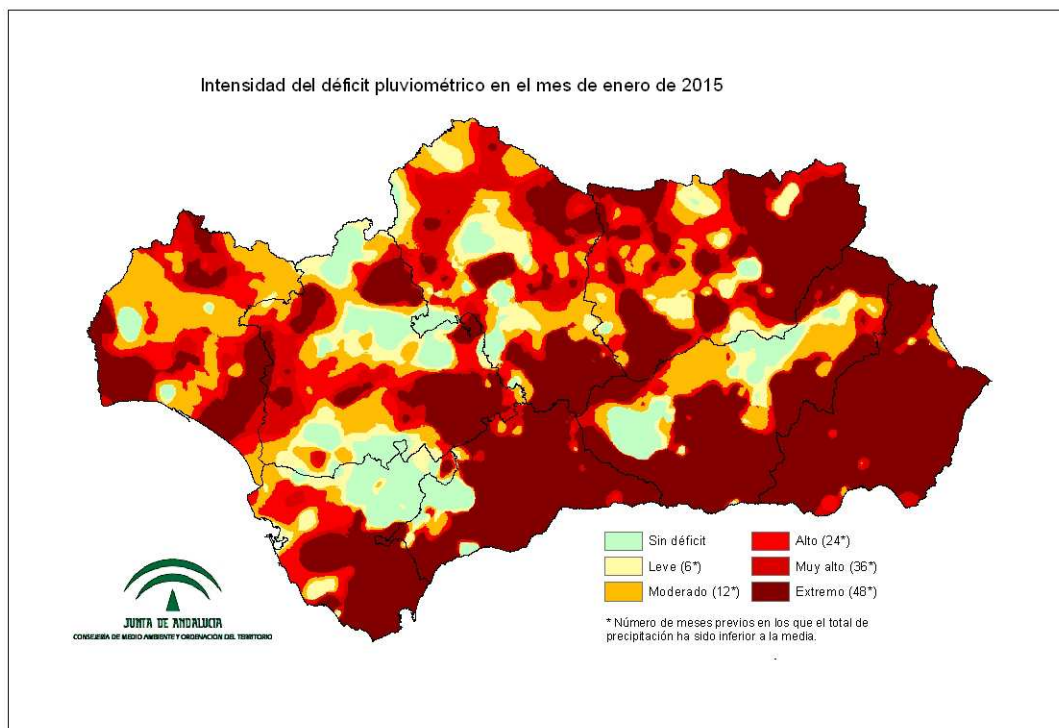 Intensidad del déficit pluviométrico en el mes de enero de 2015
Sin déficit
Leve (6*)
Moderado (12*)
Alto (24*)
Muy alto (36*)
Extremo (48*)
* Número de meses previos en los que el total de
precipitación ha sido inferior a la media.
JUNTA DE ANDALUCIA
CONSEJERÍA DE MEDIO AMBIENTE Y ORDENACIÓN DEL TERRITORIO